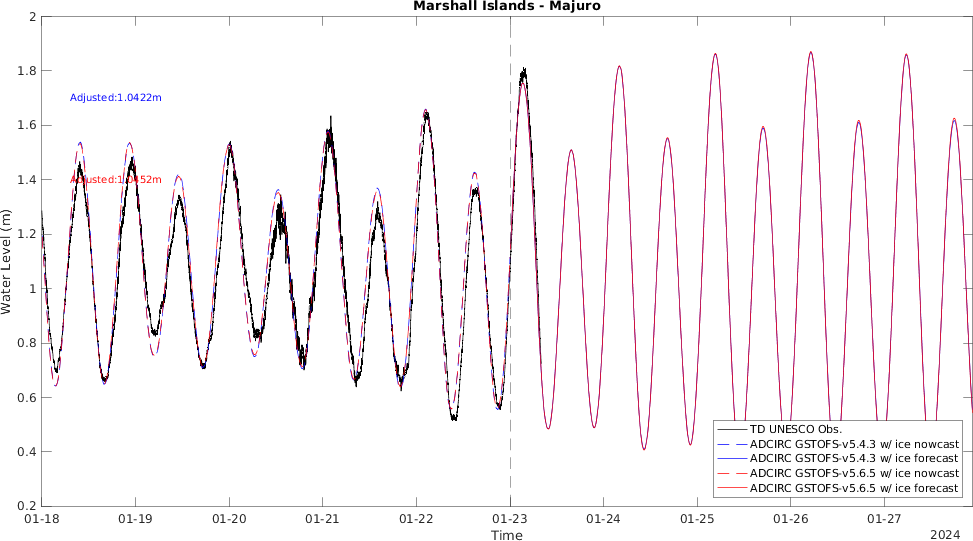 Marshall Islands - Majuro
2
1.8
1.6
1.4
1.2
1
0.8
0.6
0.4
0.2
Water Level (m)
Adjusted:1.0422m
Adjusted:1.0452m
TD UNESCO Obs.
ADCIRC GSTOFS-v5.4.3 w/ ice nowcast
ADCIRC GSTOFS-v5.4.3 w/ ice forecast
ADCIRC GSTOFS-v5.6.5 w/ ice nowcast
ADCIRC GSTOFS-v5.6.5 w/ ice forecast
01-18 01-19 01-20 01-21 01-22 01-23 01-24 01-25 01-26 01-27
Time
2024